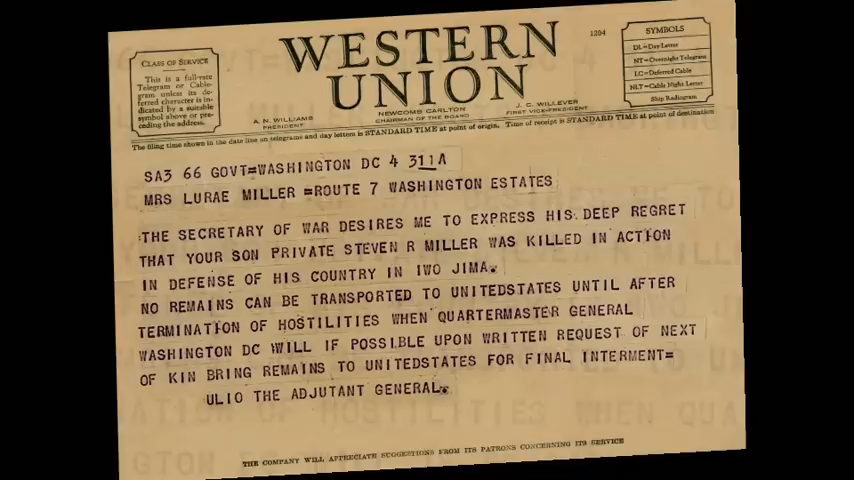 WESTERN
UNION
1204
CLASS OF SERVICE
This is a full-rate
Telegram or Cable-
gram unless its de-
ferred character is in-
dicated by a suitable
symbol above or pre-
ceding the address.
SYMBOLS
DL=Day Letter
NT=Overnight Telegram
LC=Deferred Cable
NLT=Cable Night Letter
Ship Radiogram
A. N. WILLIAMS
PRESIDENT
NEWCOMB CARLTON
CHAIRMAN OF THE BOARD
J. C. WILLEVER
FIRST VICE-PRESIDENT
The filing time shown in the date line on telegrams and day letters is STANDARD TIME at point of origin. Time of receipt is STANDARD TIME at point of destination
SA3 66 GOVT=WASHINGTON DC 4 311A
MRS LURAE MILLER =ROUTE 7 WASHINGTON ESTATES
:THE SECRETARY OF WAR DESIRES ME TO EXPRESS HIS DEEP REGRET
THAT YOUR SON PRIVATE STEVEN R MILLER WAS KILLED IN ACTION
IN DEFENSE OF HIS COUNTRY IN IWO JIMA.
NO REMAINS CAN BE TRANSPORTED TO UNITEDSTATES UNTIL AFTER
TERMINATION OF HOSTILITIES WHEN QUARTERMASTER GENERAL
WASHINGTON DC WILL IF POSSIBLE UPON WRITTEN REQUEST OF NEXT
OF KIN BRING REMAINS TO UNITEDSTATES FOR FINAL INTERMENT=
ULIO THE ADJUTANT GENERAL.
THE COMPANY WILL APPRECIATE SUGGESTIONS FROM ITS PATRONS CONCERNING ITS SERVICE